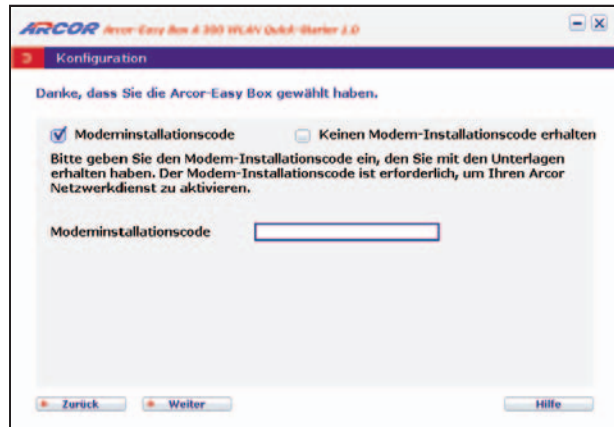 ARCOR Arcor-Easy Box A 300 WLAN Quick-Starter 1.0
Konfiguration
Danke, dass Sie die Arcor-Easy Box gewählt haben.
Modeminstallationscode Keinen Modem-Installationscode erhalten
Bitte geben Sie den Modem-Installationscode ein, den Sie mit den Unterlagen
erhalten haben. Der Modem-Installationscode ist erforderlich, um Ihren Arcor
Netzwerkdienst zu aktivieren.
Modeminstallationscode
Zurück Weiter Hilfe